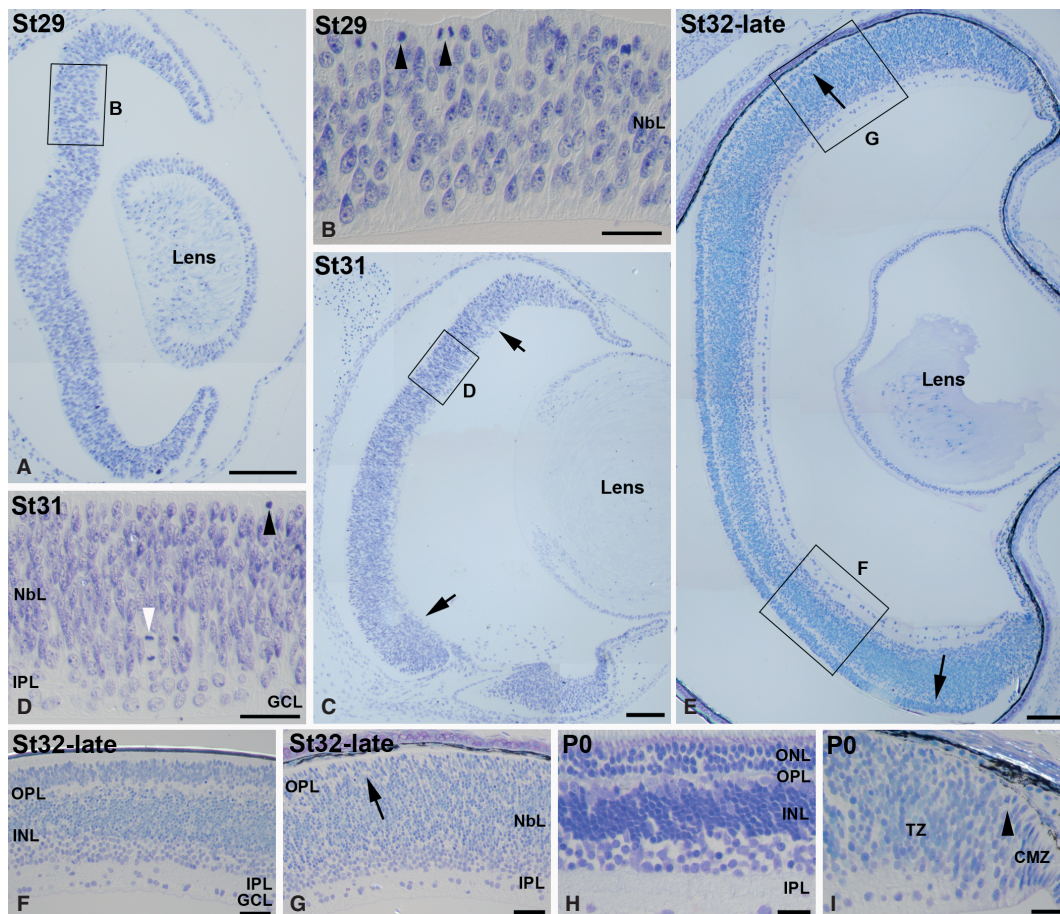 St29
B
Lens
A
St29
NbL
B
St32-late
G
Lens
F
E
St31
D
Lens
C
St31
NbL
IPL
D
GCL
St32-late
OPL
INL
IPL
F
GCL
St32-late
OPL
NbL
IPL
G
P0
ONL
OPL
INL
IPL
H
P0
TZ
CMZ
I